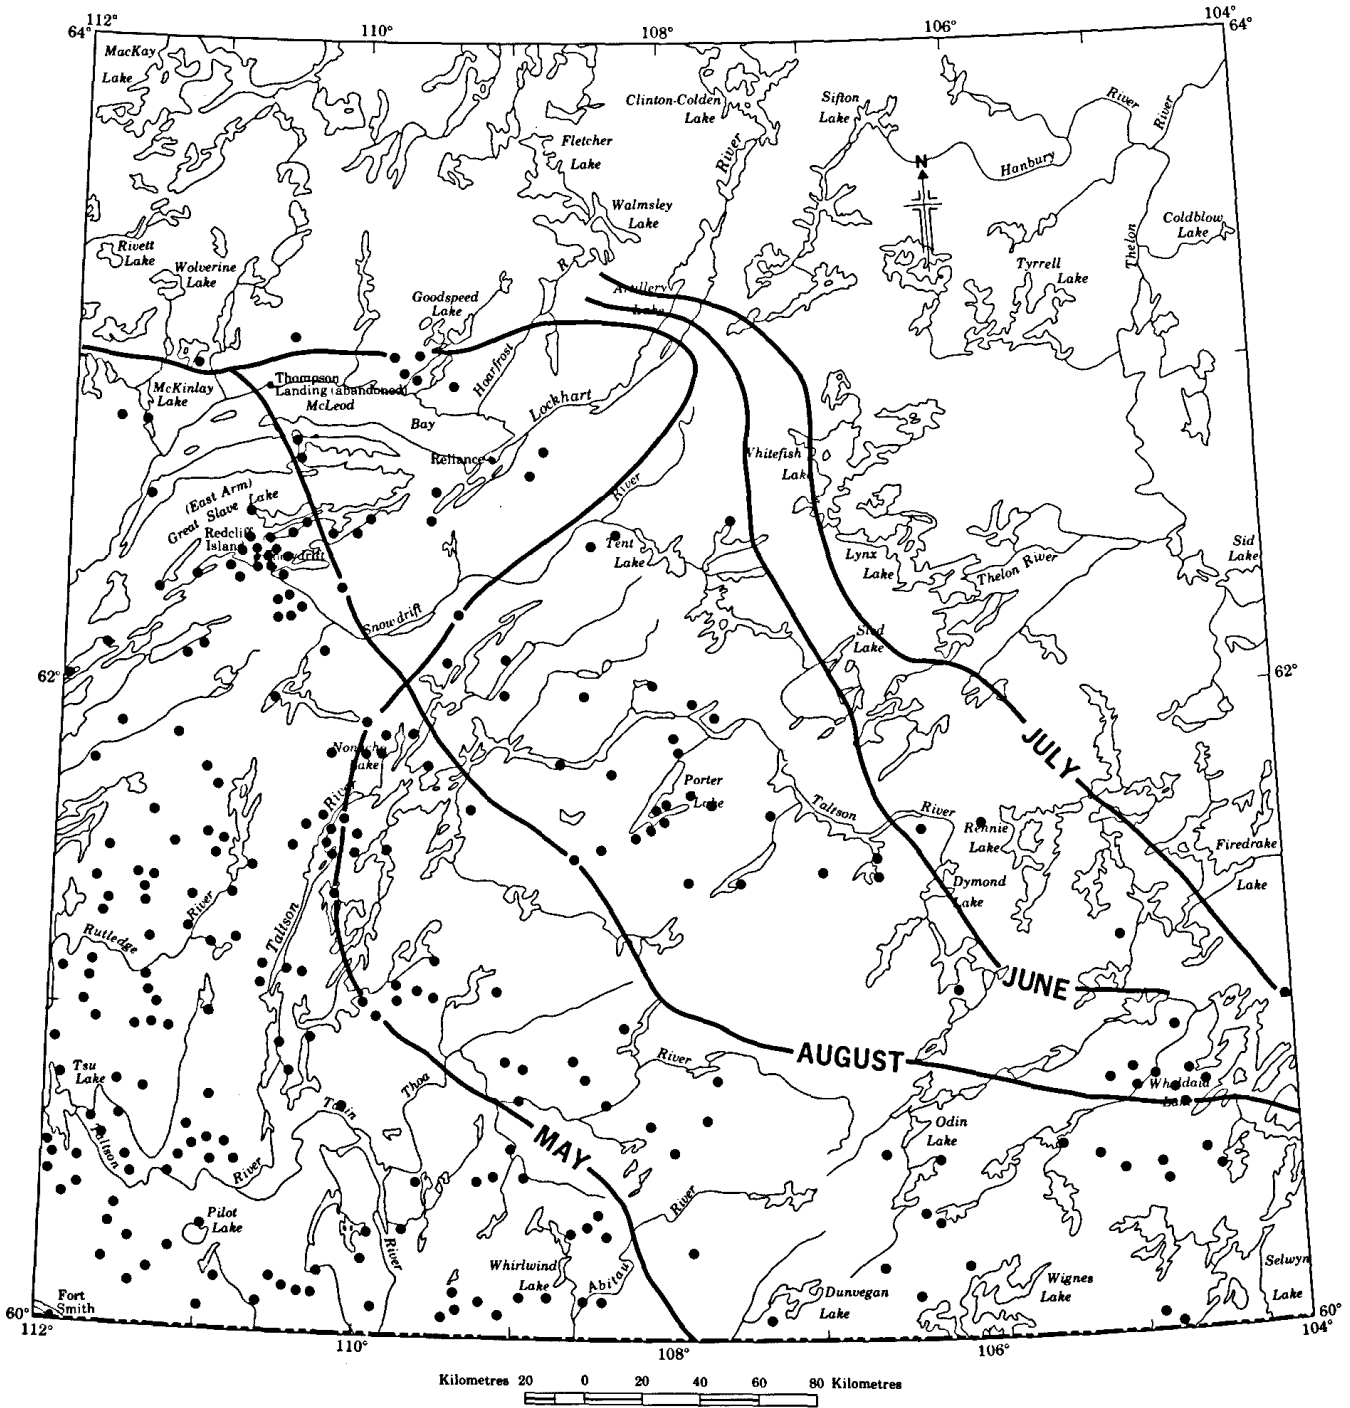 112°
110°
108°
106°
104°
64°
64°
MacKay
Lake
Clinton-Colden
Lake
Sifton
Lake
River
River
Fletcher
Lake
River
Hanbury
N
Walmsley
Lake
Coldblow
Lake
Thelon
Rivett
Lake
Wolverine
Lake
R
Tyrrell
Lake
Goodspeed
Lake
Artillery
Lake
Hoarfrost
McKinlay
Lake
Thompson
Landing (abandoned)
McLeod
Bay
Lockhart
Reliance
Whitefish
Lake
(East Arm)
Great Slave Lake
River
Redcliff
Island
Snowdrift
Tent
Lake
Lynx
Lake
Thelon River
Sid
Lake
Snowdrift
Sled
Lake
62°
62°
JULY
Nonacho
Lake
River
Porter
Lake
Taltson
River
Rennie
Lake
Firedrake
Lake
Dymond
Lake
River
Taltson
Rutledge
JUNE
AUGUST
River
Tsu
Lake
Thoa
Whaldaia
Lake
Tazin
Taltson
MAY
Odin
Lake
River
River
Pilot
Lake
River
Whirlwind
Lake
Abitau
Selwyn
Lake
Wignes
Lake
Dunvegan
Lake
Fort
Smith
60°
60°
112°
110°
108°
106°
104°
Kilometres 20 0 20 40 60 80 Kilometres